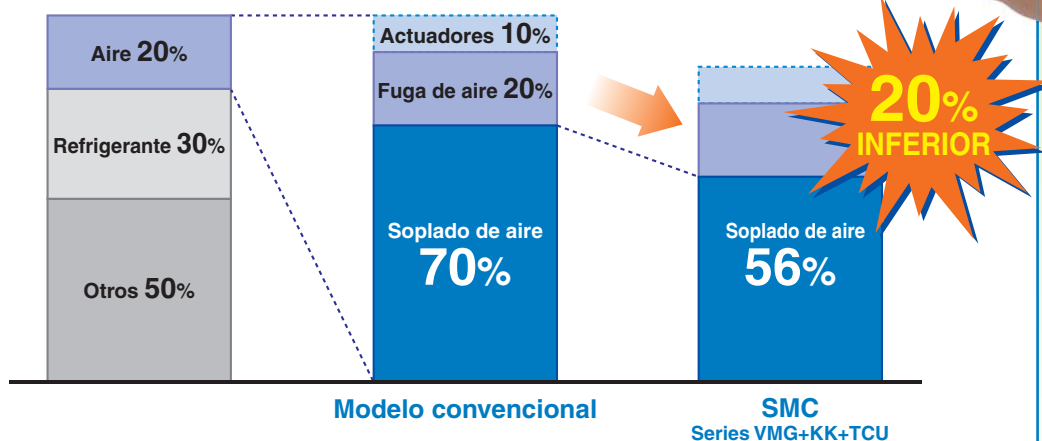 Aire 20%
Refrigerante 30%
Otros 50%
Actuadores 10%
Fuga de aire 20%
Soplado de aire
70%
Modelo convencional
20%
INFERIOR
Soplado de aire
56%
SMC
Series VMG+KK+TCU